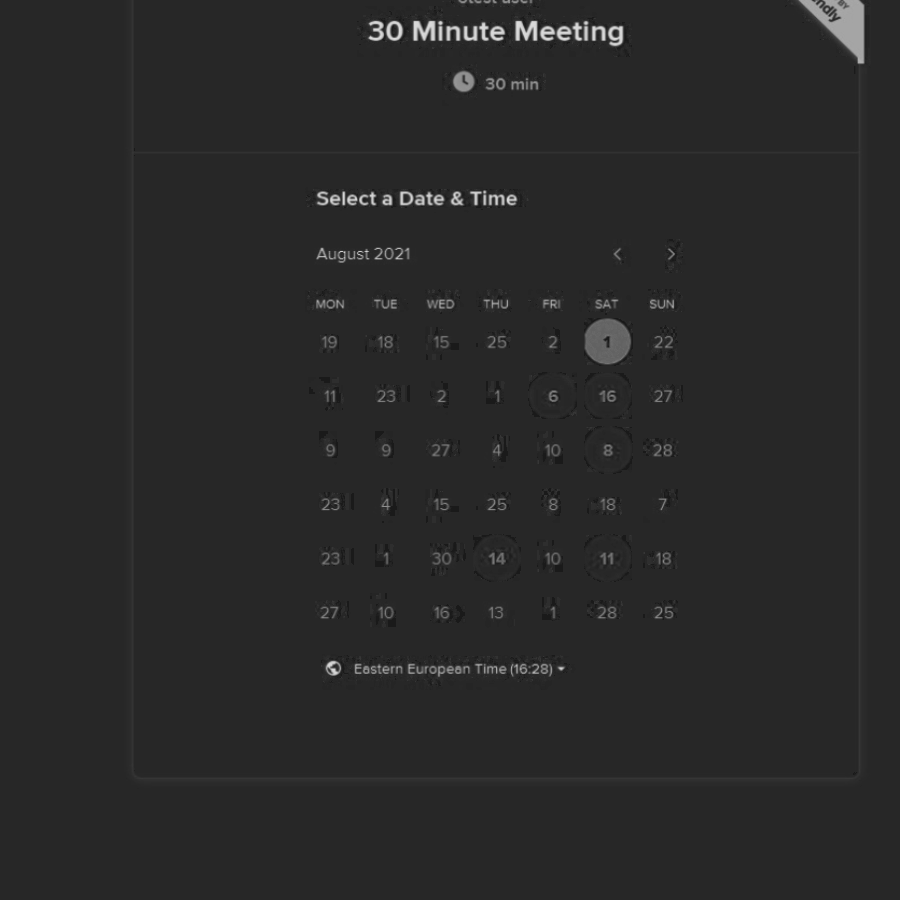 30 Minute Meeting
30 min
Select a Date & Time
August 2021
MON TUE WED THU FRI SAT SUN
19 18 15 25 2 1 22
11 23 2 1 6 16 27
9 9 27 4 10 8 28
23 4 15 25 8 18 7
23 1 30 14 10 11 18
27 10 16 13 1 28 25
Eastern European Time (16:28)